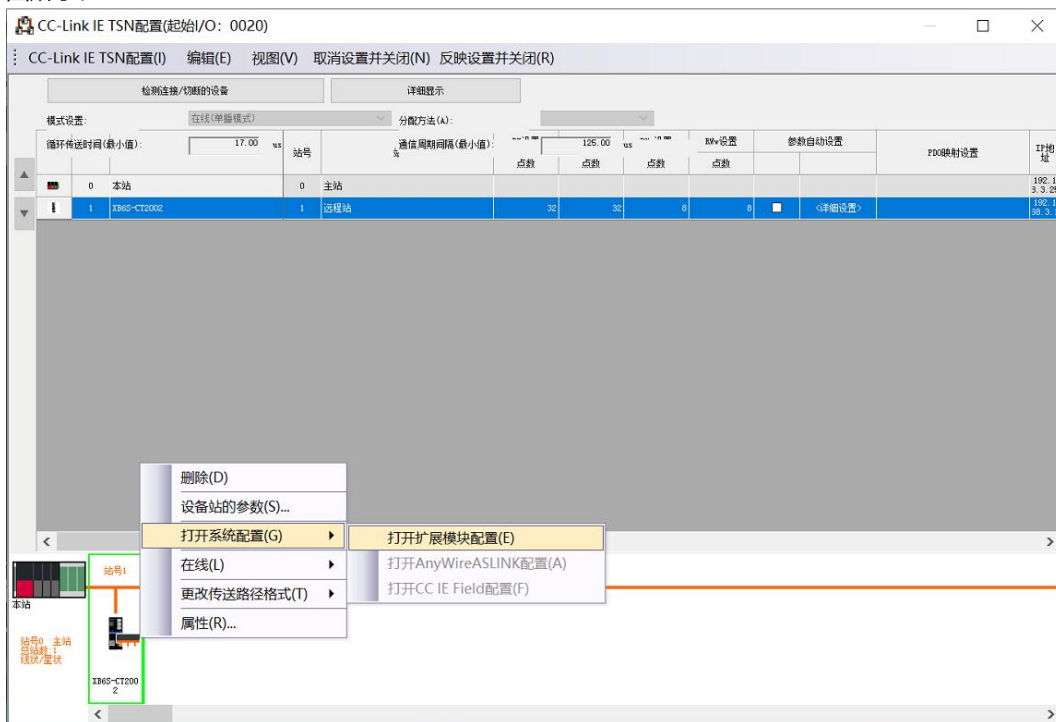 CC-Link IE TSN配置(起始I/O: 0020)
CC-Link IE TSN配置(I) 编辑(E) 视图(V) 取消设置并关闭(N) 反映设置并关闭(R)
检测连接/切断的设备 详细显示
模式设置: 在线(单播模式) 分配方法(A):
循环传送时间(最小值): 17.00 us 站号 通信周期间隔(最小值): 125.00 us RWw设置 参数自动设置 PDO映射设置 IP地址
点数 点数 点数 点数
0 本站 0 主站
1 XB6S-CT2002 1 远程站 32 32 8 8 <详细设置>
删除(D)
设备站的参数(S)...
打开系统配置(G) 打开扩展模块配置(E)
在线(L) 打开AnyWireASLINK配置(A)
更改传送路径格式(T) 打开CC IE Field配置(F)
属性(R)...
站号1
本站
站号0 主站
总站数:1
线状/星状
XB6S-CT200
2